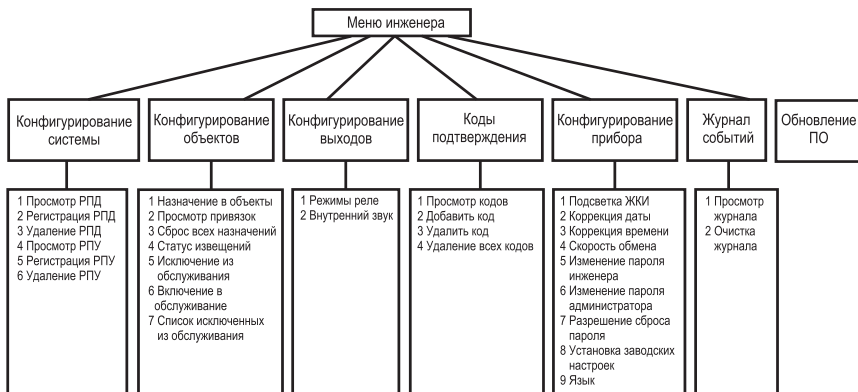 Меню инженера
Конфигурирование
системы
Конфигурирование
объектов
Конфигурирование
выходов
Коды
подтверждения
Конфигурирование
прибора
Журнал
событий
Обновление
ПО
1 Просмотр РПД
2 Регистрация РПД
3 Удаление РПД
4 Просмотр РПУ
5 Регистрация РПУ
6 Удаление РПУ
1 Назначение в объекты
2 Просмотр привязок
3 Сброс всех назначений
4 Статус извещений
5 Исключение из
обслуживания
6 Включение в
обслуживание
7 Список исключенных
из обслуживания
1 Режимы реле
2 Внутренний звук
1 Просмотр кодов
2 Добавить код
3 Удалить код
4 Удаление всех кодов
1 Подсветка ЖКИ
2 Коррекция даты
3 Коррекция времени
4 Скорость обмена
5 Изменение пароля
инженера
6 Изменение пароля
администратора
7 Разрешение сброса
пароля
8 Установка заводских
настроек
9 Язык
1 Просмотр
журнала
2 Очистка
журнала